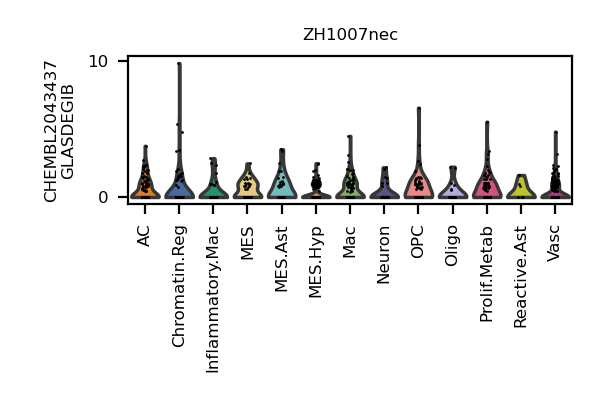 ZH1007nec
CHEMBL2043437
GLASDEGIB
10
0
AC
Chromatin.Reg
Inflammatory.Mac
MES
MES.Ast
MES.Hyp
Mac
Neuron
OPC
Oligo
Prolif.Metab
Reactive.Ast
Vasc